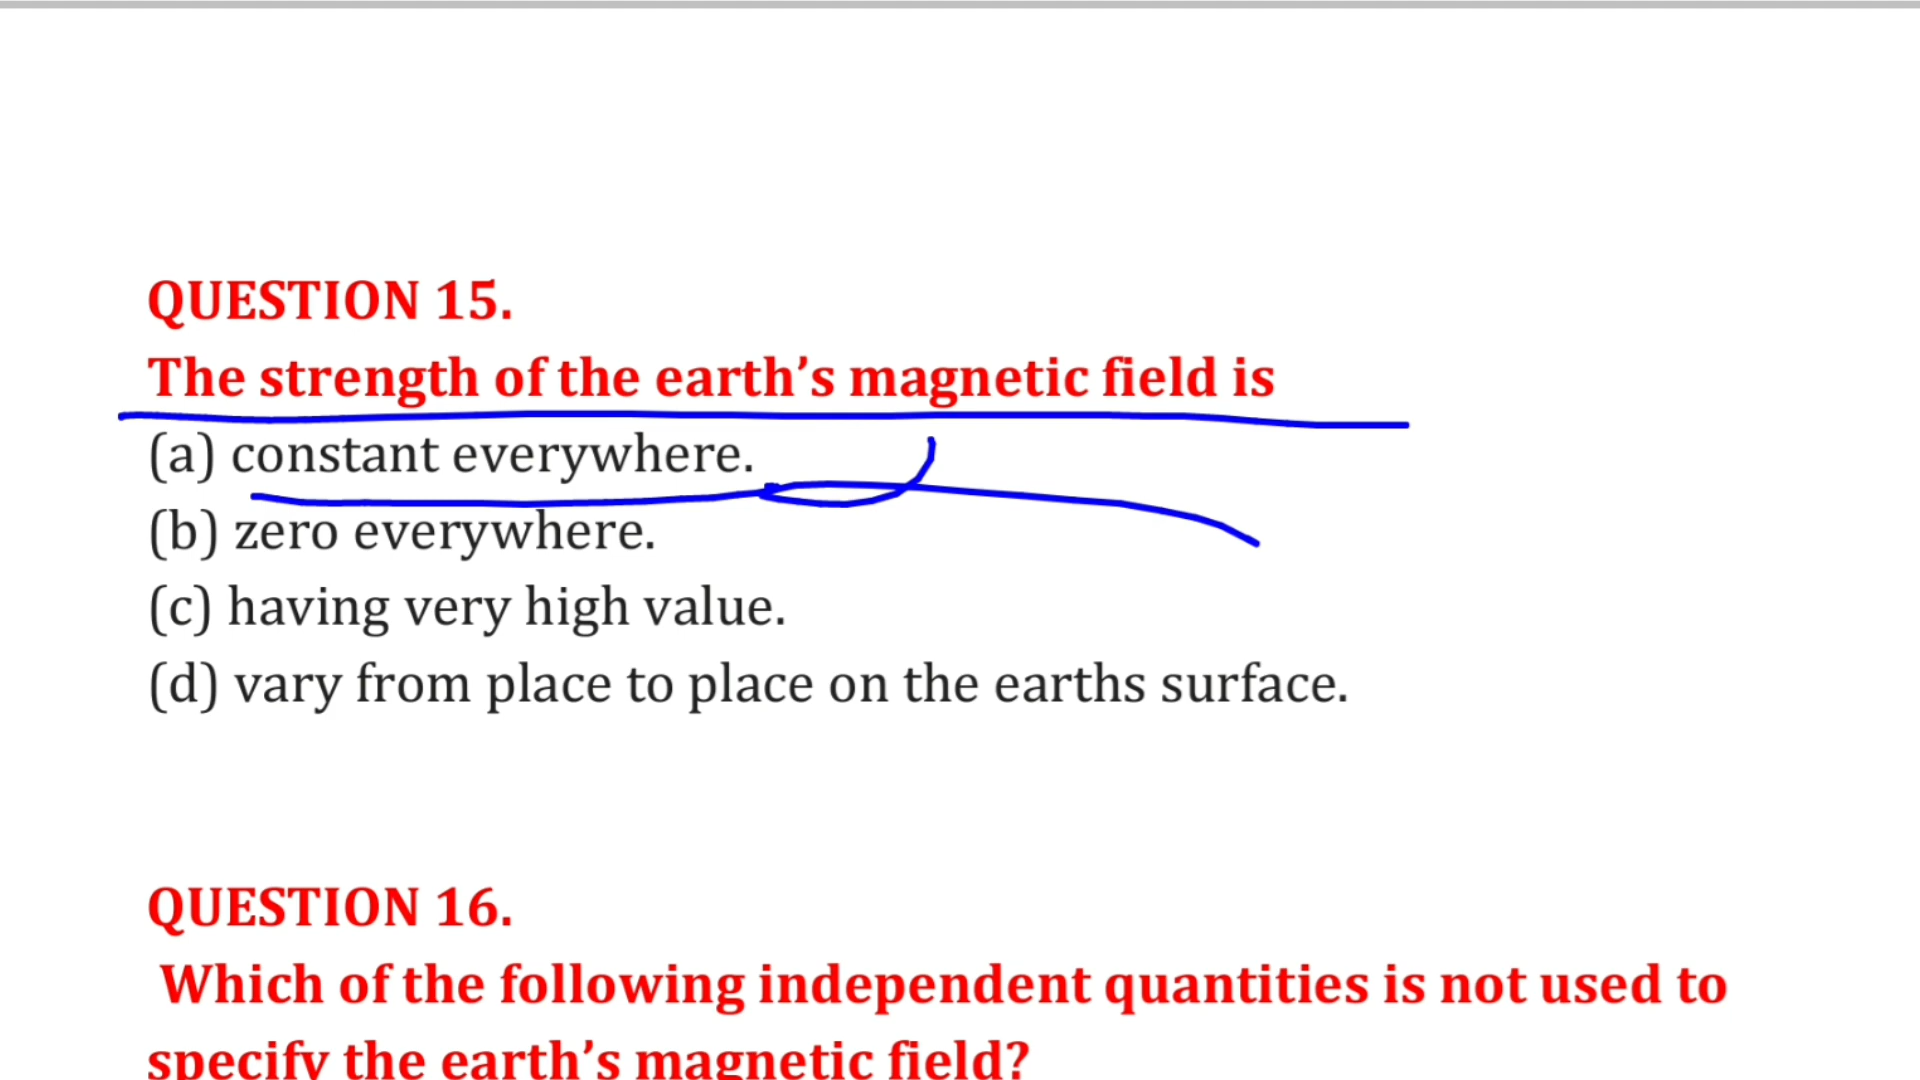 QUESTION 15.
The strength of the earth’s magnetic field is
(a) constant everywhere.
(b) zero everywhere.
(c) having very high value.
(d) vary from place to place on the earths surface.
QUESTION 16.
Which of the following independent quantities is not used to
specify the earth’s magnetic field?